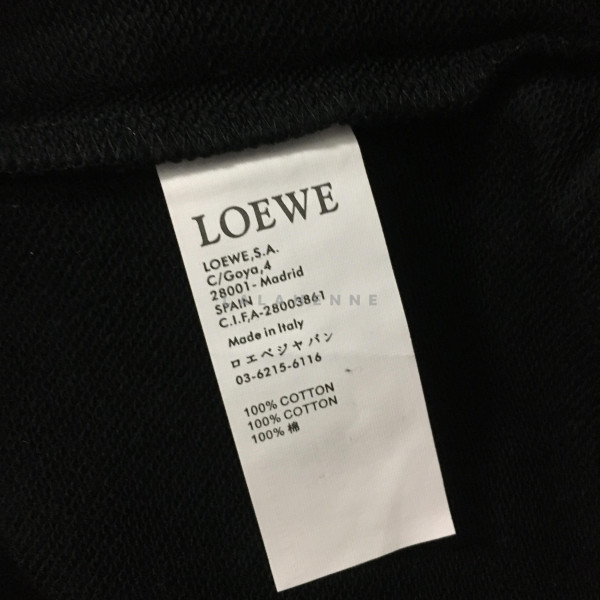 LOEWE
LOEWE,S.A.
C/Goya,4
28001- Madrid
SPAIN
C.I.F,A-28003861
Made in Italy
ロエベジャパン
03-6215-6116
100% COTTON
100% COTTON
100% 棉